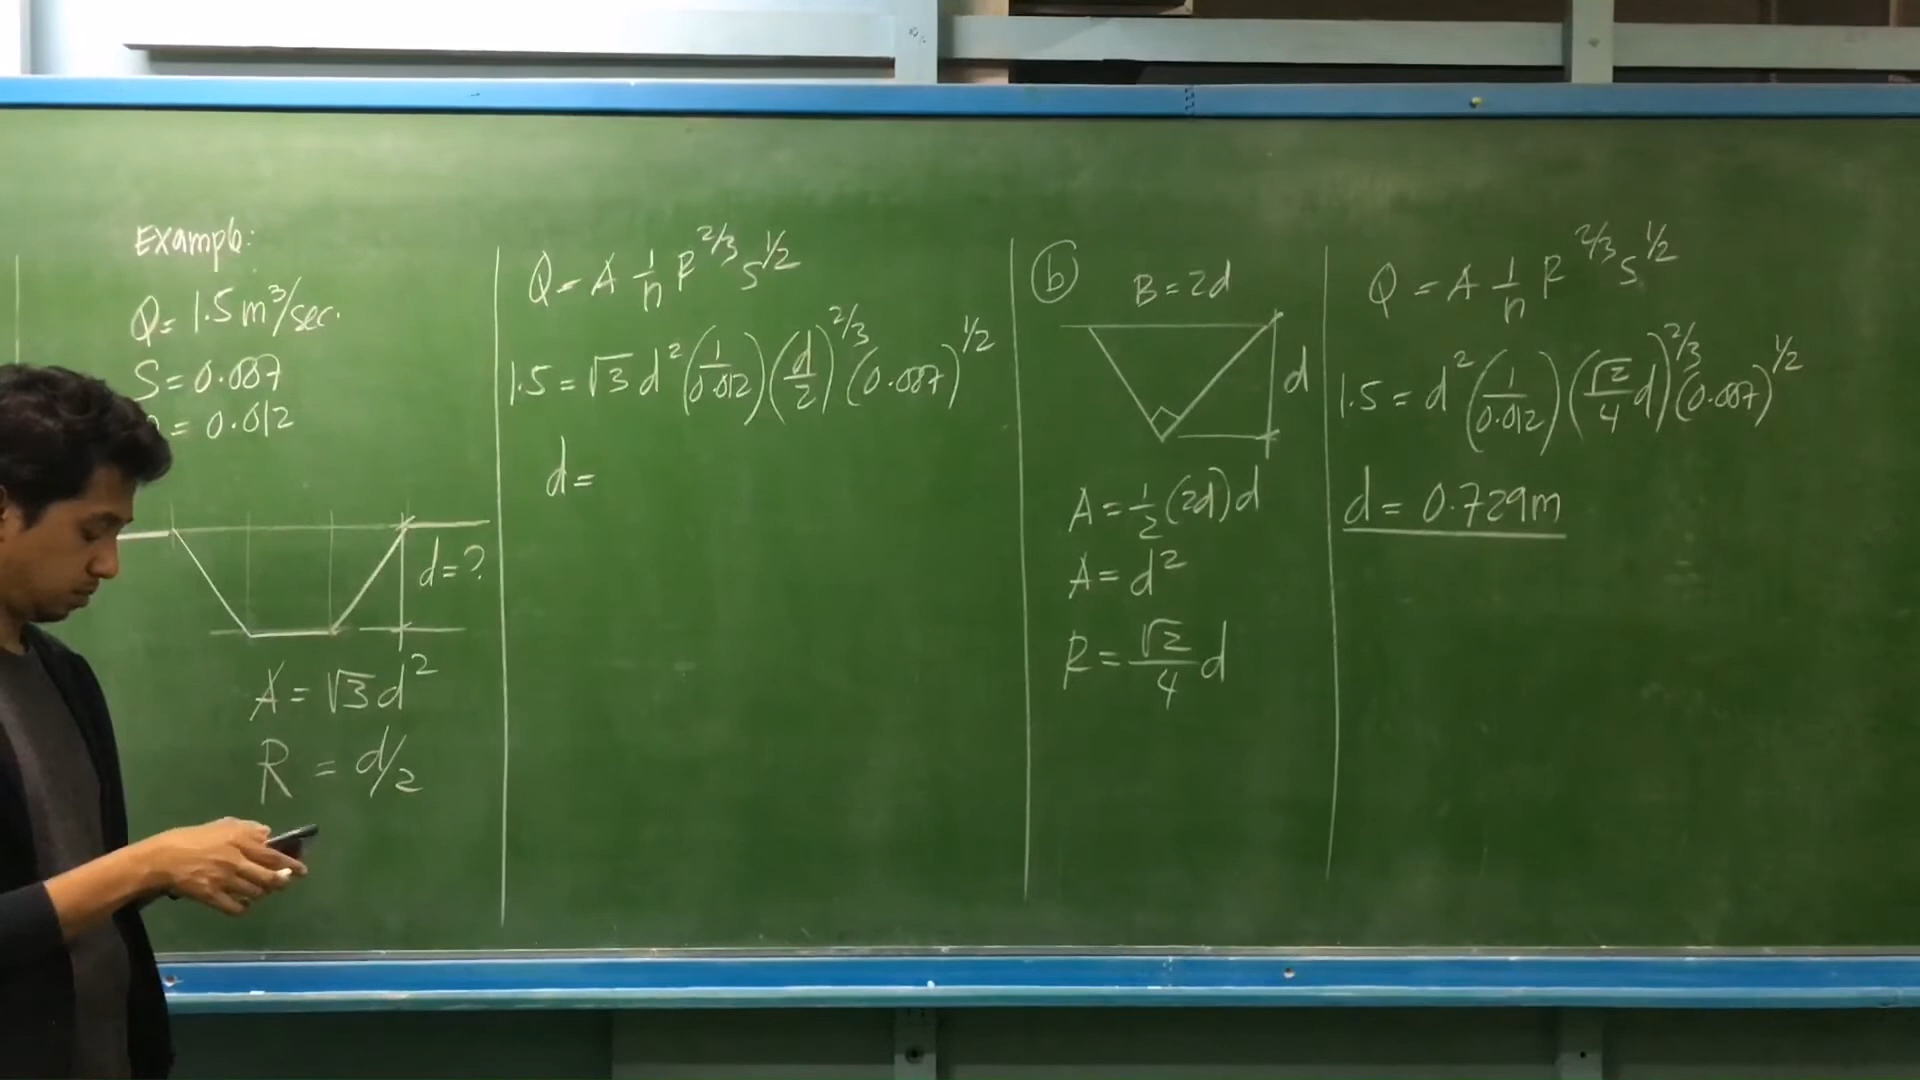 Example:
Q = 1.5 m³/sec.
S = 0.007
= 0.012
d = ?
A = √3 d²
R = d/2
Q = A 1/n R^2/3 S^1/2
1.5 = √3 d² (1/0.012) (d/2)^2/3 (0.007)^1/2
d =
(b)
B = 2d
d
A = 1/2 (2d) d
A = d²
R = √2/4 d
Q = A 1/n R^2/3 S^1/2
1.5 = d² (1/0.012) (√2/4 d)^2/3 (0.007)^1/2
d = 0.729m